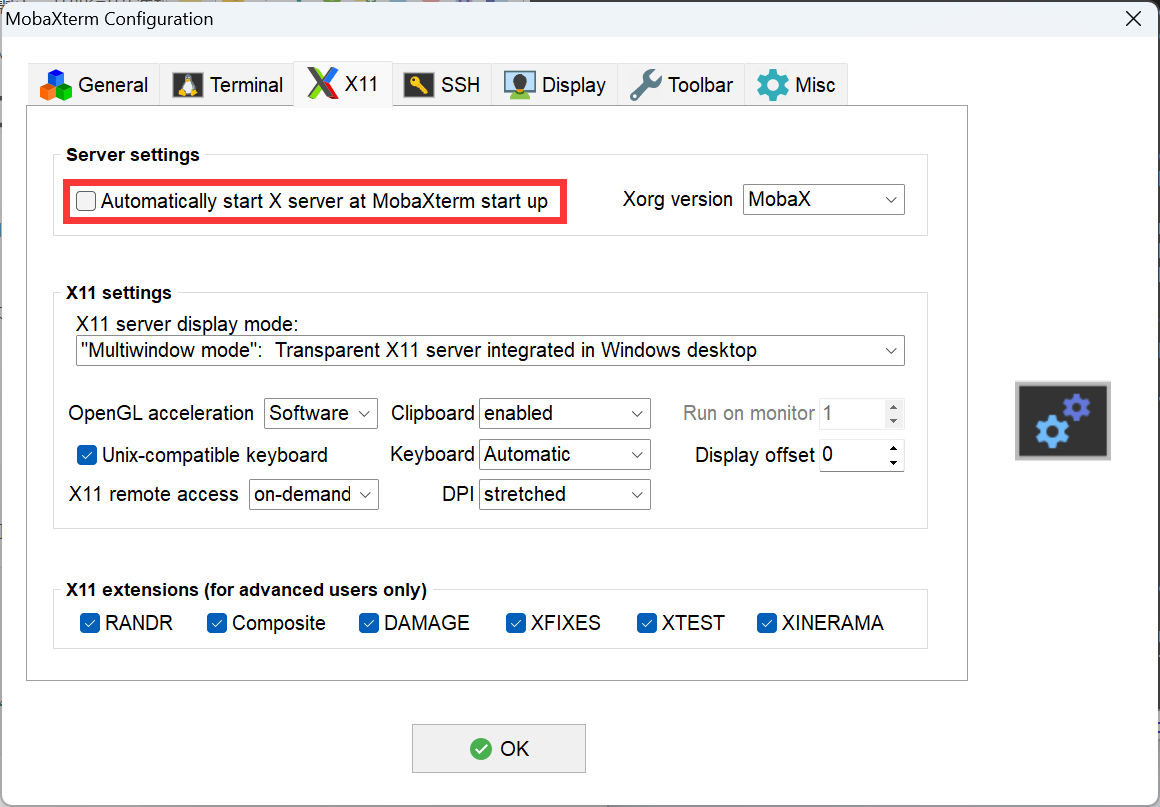 MobaXterm Configuration
General Terminal X11 SSH Display Toolbar Misc
Server settings
Automatically start X server at MobaXterm start up Xorg version MobaX
X11 settings
X11 server display mode:
"Multiwindow mode": Transparent X11 server integrated in Windows desktop
OpenGL acceleration Software Clipboard enabled Run on monitor 1
Unix-compatible keyboard Keyboard Automatic Display offset 0
X11 remote access on-demand DPI stretched
X11 extensions (for advanced users only)
RANDR Composite DAMAGE XFIXES XTEST XINERAMA
OK